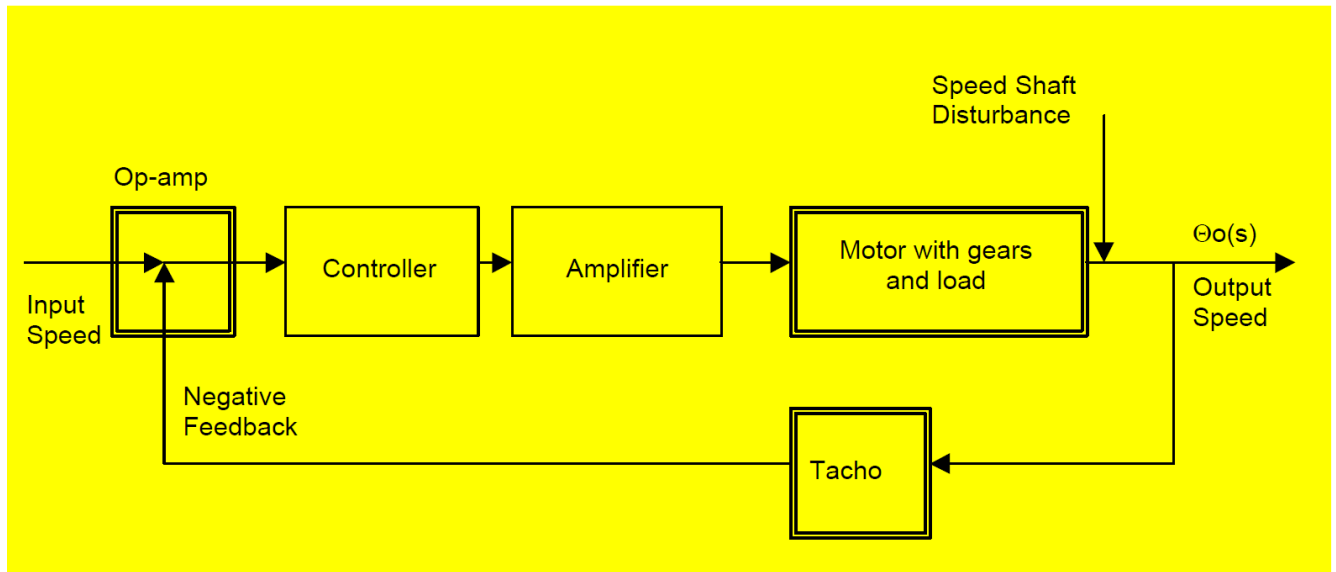 Speed Shaft
Disturbance
Op-amp
Θo(s)
Controller
Amplifier
Motor with gears
and load
Input
Speed
Output
Speed
Negative
Feedback
Tacho